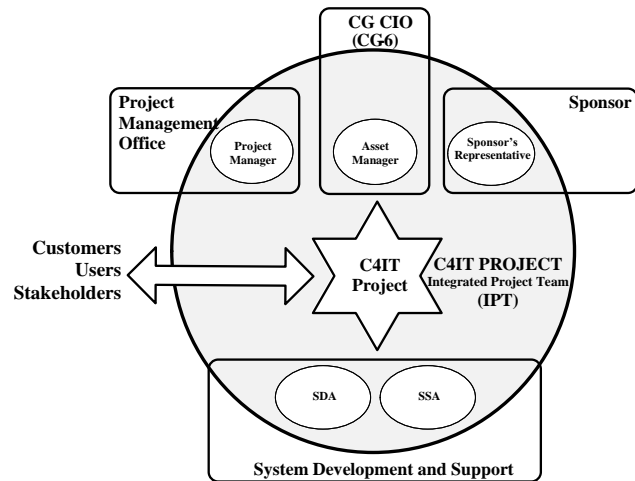 CG CIO
(CG6)
Project
Management
Office
Sponsor
Project
Manager
Asset
Manager
Sponsor's
Representative
Customers
Users
Stakeholders
C4IT
Project
C4IT PROJECT
Integrated Project Team
(IPT)
SDA
SSA
System Development and Support